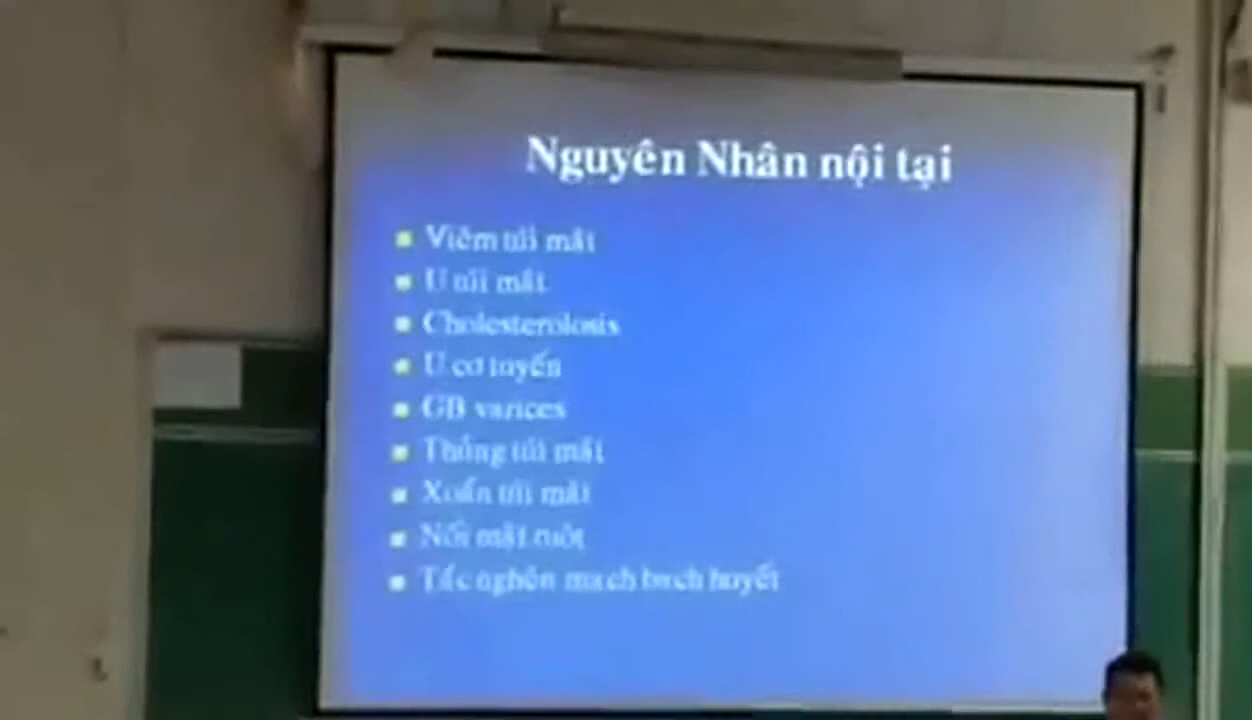 Nguyên Nhân nội tại
Viêm túi mật
U túi mật
Cholesterolosis
U cơ tuyến
GB varices
Thủng túi mật
Xoắn túi mật
Nối mật ruột
Tắc nghẽn mạch bạch huyết